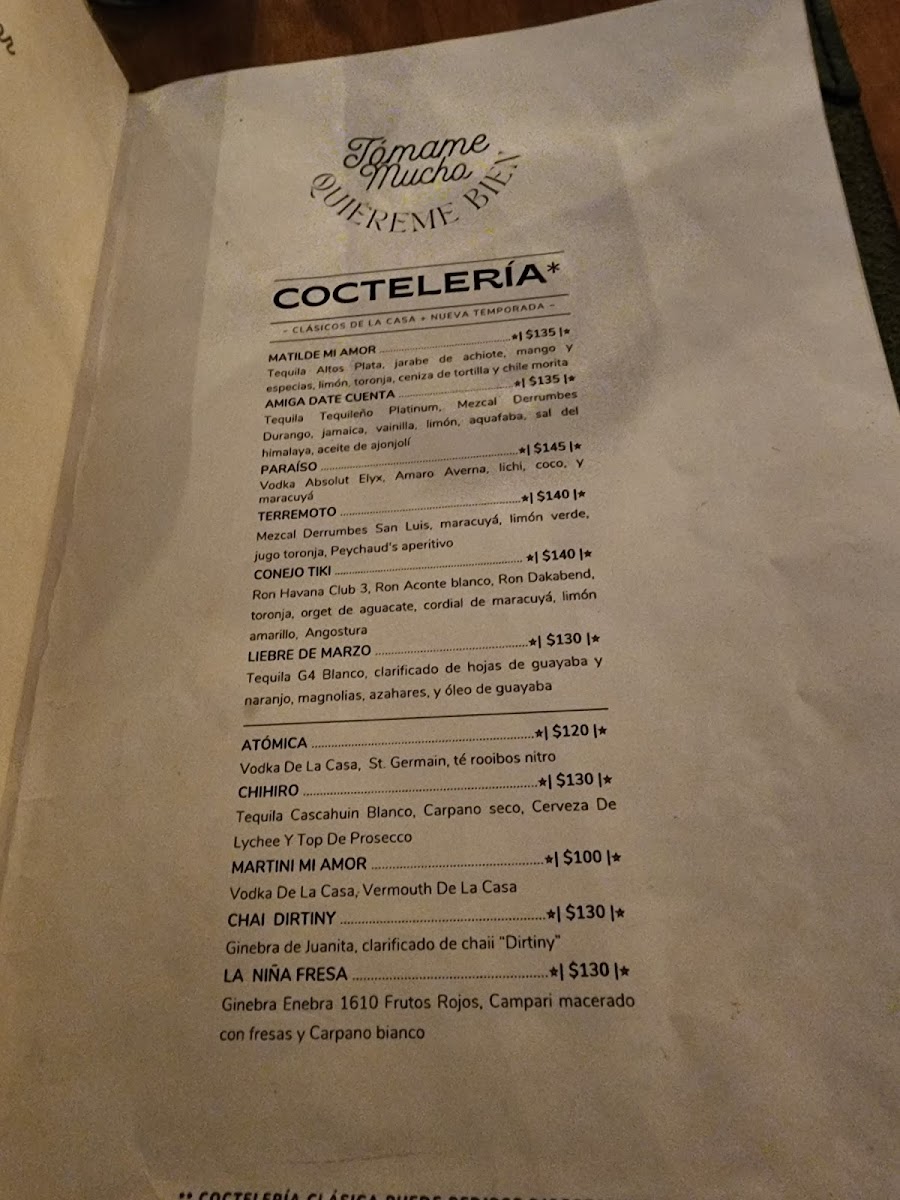 Tómame
Mucho
QUIÉREME BIEN
COCTELERÍA*
- CLÁSICOS DE LA CASA + NUEVA TEMPORADA -
MATILDE MI AMOR ........................ ★| $135 |★
Tequila Altos Plata, jarabe de achiote, mango y
especias, limón, toronja, ceniza de tortilla y chile morita
AMIGA DATE CUENTA ........................ ★| $135 |★
Tequila Tequileño Platinum, Mezcal Derrumbes
Durango, jamaica, vainilla, limón, aquafaba, sal del
himalaya, aceite de ajonjolí
PARAÍSO ........................ ★| $145 |★
Vodka Absolut Elyx, Amaro Averna, lichi, coco, y
maracuyá
TERREMOTO ........................ ★| $140 |★
Mezcal Derrumbes San Luis, maracuyá, limón verde,
jugo toronja, Peychaud's aperitivo
CONEJO TIKI ........................ ★| $140 |★
Ron Havana Club 3, Ron Aconte blanco, Ron Dakabend,
toronja, orget de aguacate, cordial de maracuyá, limón
amarillo, Angostura
LIEBRE DE MARZO ........................ ★| $130 |★
Tequila G4 Blanco, clarificado de hojas de guayaba y
naranjo, magnolias, azahares, y óleo de guayaba
ATÓMICA ........................ ★| $120 |★
Vodka De La Casa, St. Germain, té rooibos nitro
CHIHIRO ........................ ★| $130 |★
Tequila Cascahuin Blanco, Carpano seco, Cerveza De
Lychee Y Top De Prosecco
MARTINI MI AMOR ........................ ★| $100 |★
Vodka De La Casa, Vermouth De La Casa
CHAI DIRTINY ........................ ★| $130 |★
Ginebra de Juanita, clarificado de chaii "Dirtiny"
LA NIÑA FRESA ........................ ★| $130 |★
Ginebra Enebra 1610 Frutos Rojos, Campari macerado
con fresas y Carpano bianco
** COCTELERÍA CLÁSICA PUEDE